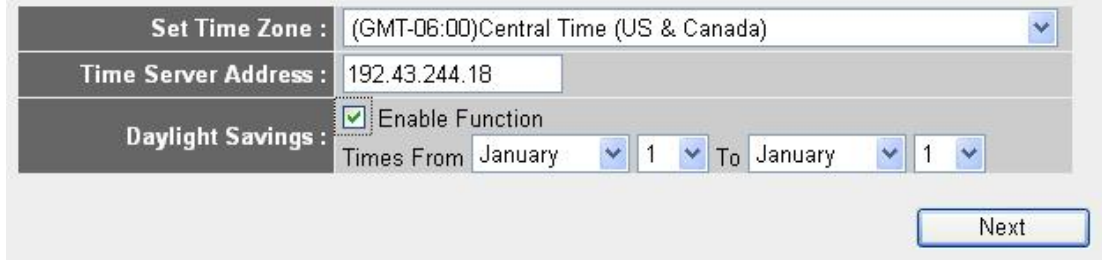 Set Time Zone : (GMT-06:00)Central Time (US & Canada)
Time Server Address : 192.43.244.18
Daylight Savings : Enable Function
Times From January 1 To January 1
Next